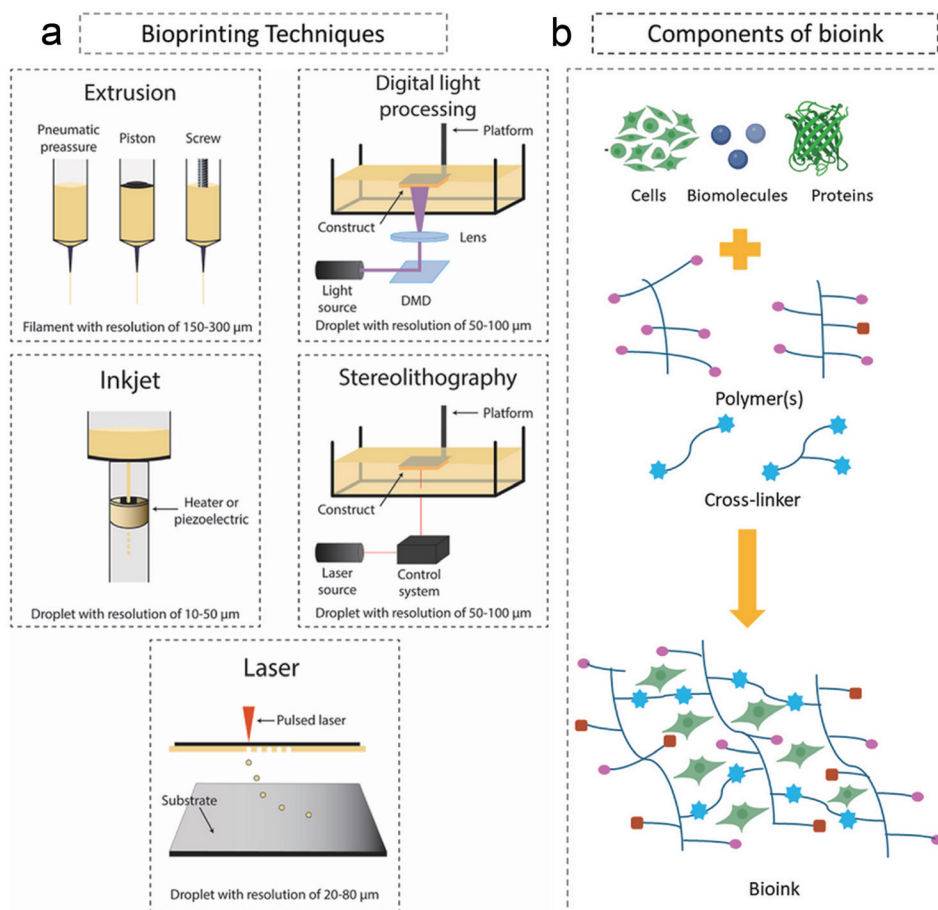 a
Bioprinting Techniques
Extrusion
Pneumatic
preassure
Piston
Screw
Filament with resolution of 150-300 µm
Digital light
processing
Platform
Construct
Lens
Light
source
DMD
Droplet with resolution of 50-100 µm
Inkjet
Heater or
piezoelectric
Droplet with resolution of 10-50 µm
Stereolithography
Platform
Construct
Laser
source
Control
system
Droplet with resolution of 50-100 µm
Laser
Pulsed laser
Substrate
Droplet with resolution of 20-80 µm
b
Components of bioink
Cells
Biomolecules
Proteins
Polymer(s)
Cross-linker
Bioink